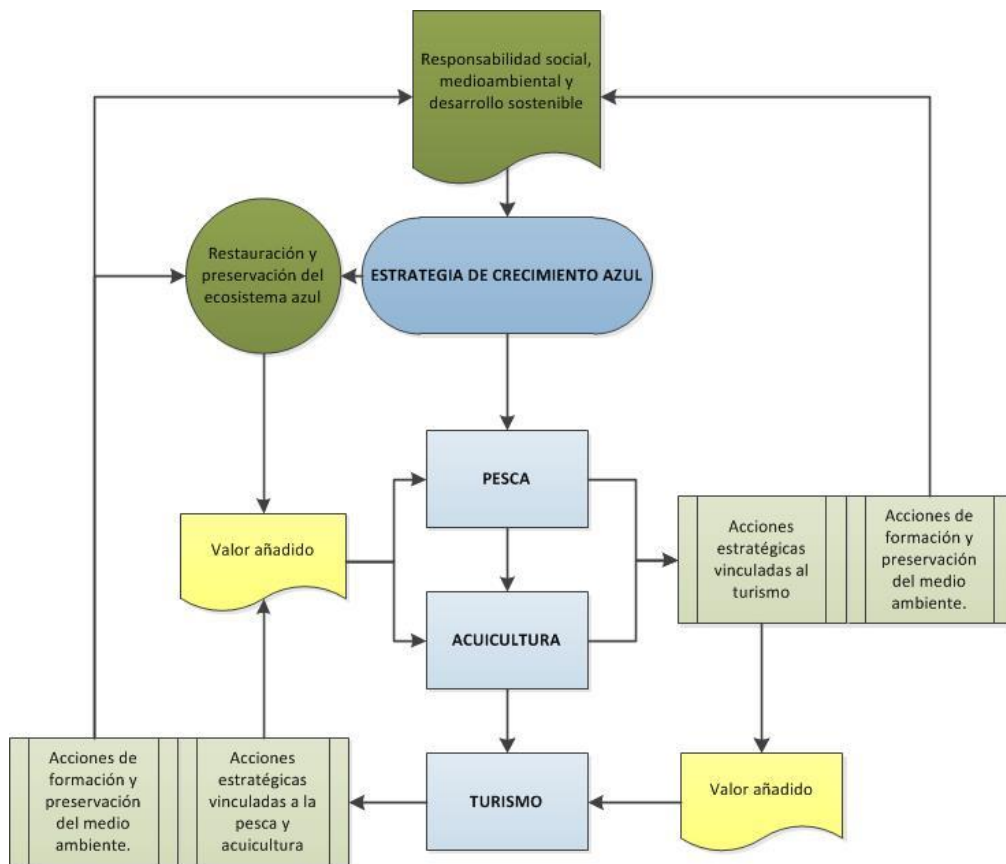 Responsabilidad social,
medioambiental y
desarrollo sostenible
Restauración y
preservación del
ecosistema azul
ESTRATEGIA DE CRECIMIENTO AZUL
PESCA
Valor añadido
Acciones
estratégicas
vinculadas al
turismo
Acciones de
formación y
preservación
del medio
ambiente.
ACUICULTURA
Acciones de
formación y
preservación
del medio
ambiente.
Acciones
estratégicas
vinculadas a la
pesca y
acuicultura
TURISMO
Valor añadido